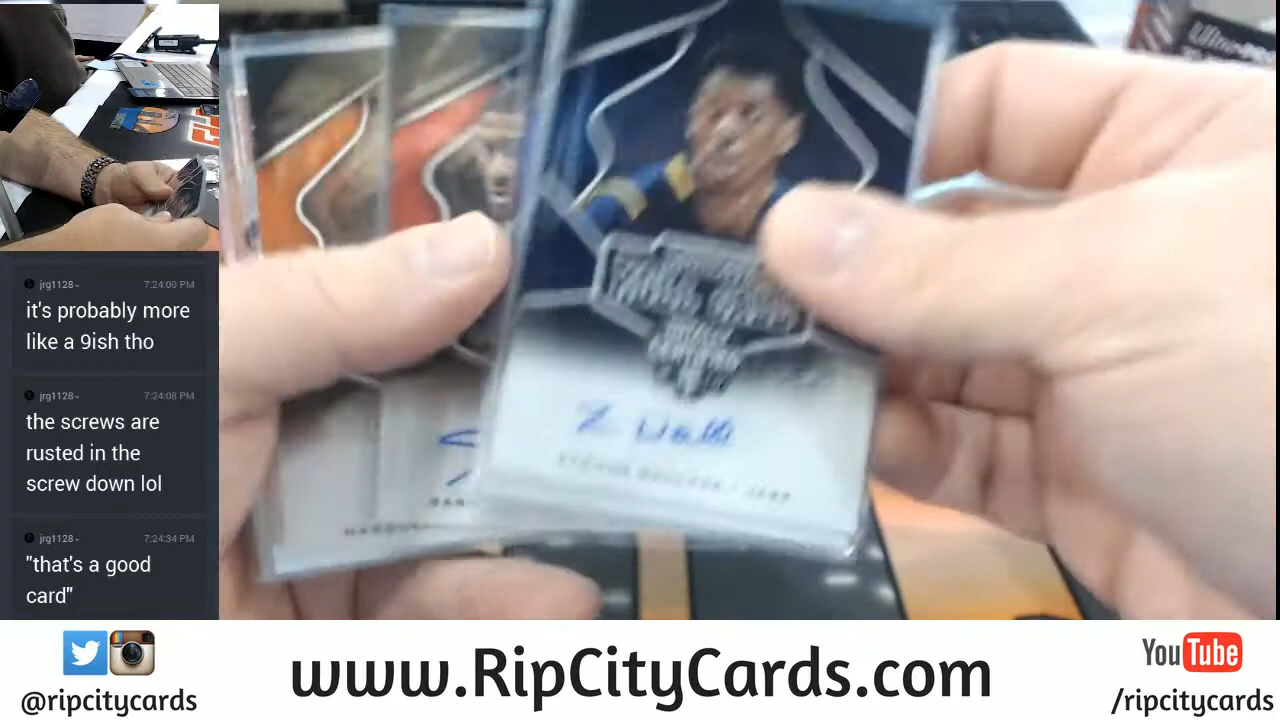 jrg1128~ 7:24:00 PM
it's probably more
like a 9ish tho
jrg1128~ 7:24:08 PM
the screws are
rusted in the
screw down lol
jrg1128~ 7:24:34 PM
"that's a good
card"
@ripcitycards
www.RipCityCards.com
YouTube
/ripcitycards